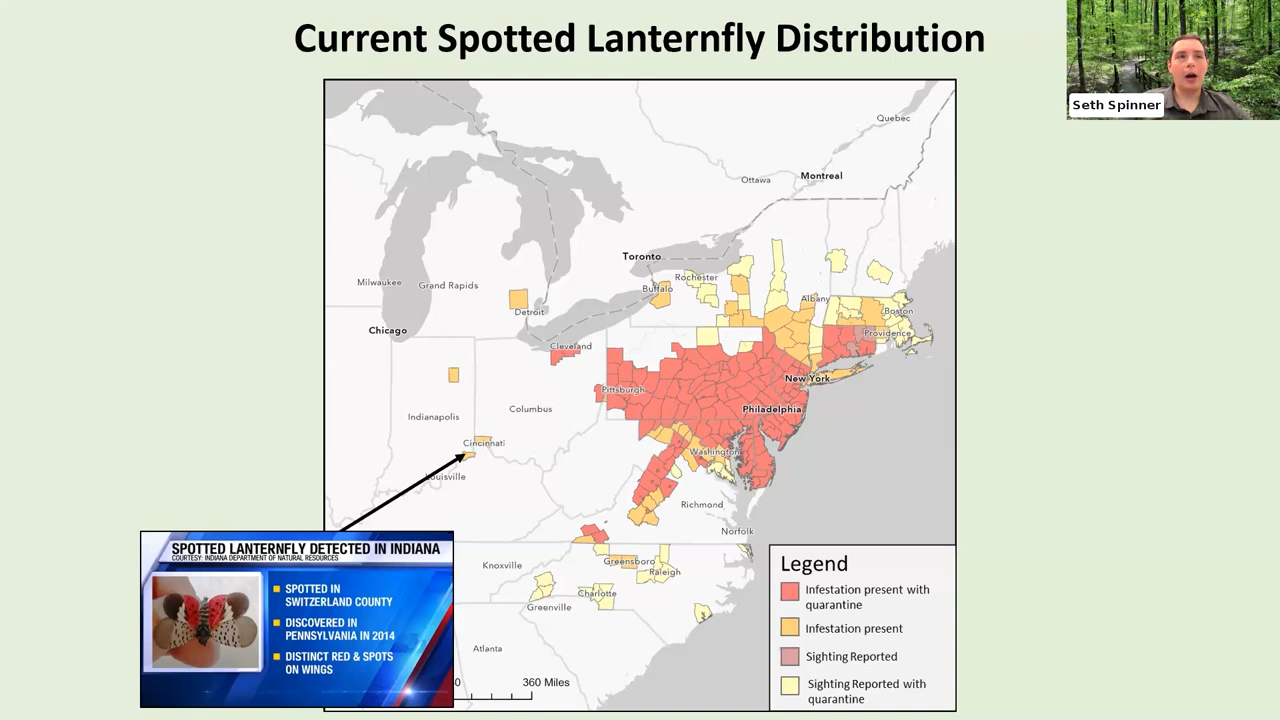 Current Spotted Lanternfly Distribution
Seth Spinner
Quebec
Ottawa
Montreal
Toronto
Rochester
Buffalo
Milwaukee
Grand Rapids
Detroit
Albany
Boston
Chicago
Providence
Cleveland
New York
Pittsburgh
Philadelphia
Indianapolis
Columbus
Cincinnati
Washington
Louisville
Richmond
Norfolk
Knoxville
Greensboro
Raleigh
Charlotte
Greenville
Atlanta
0
360 Miles
Legend
Infestation present with
quarantine
Infestation present
Sighting Reported
Sighting Reported with
quarantine
SPOTTED LANTERNFLY DETECTED IN INDIANA
COURTESY: INDIANA DEPARTMENT OF NATURAL RESOURCES
SPOTTED IN
SWITZERLAND COUNTY
DISCOVERED IN
PENNSYLVANIA IN 2014
DISTINCT RED & SPOTS
ON WINGS